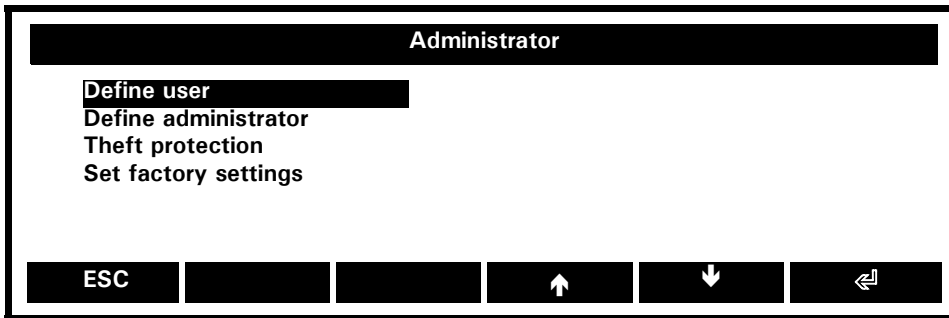 Administrator
Define user
Define administrator
Theft protection
Set factory settings
ESC ↑ ↓ ↵